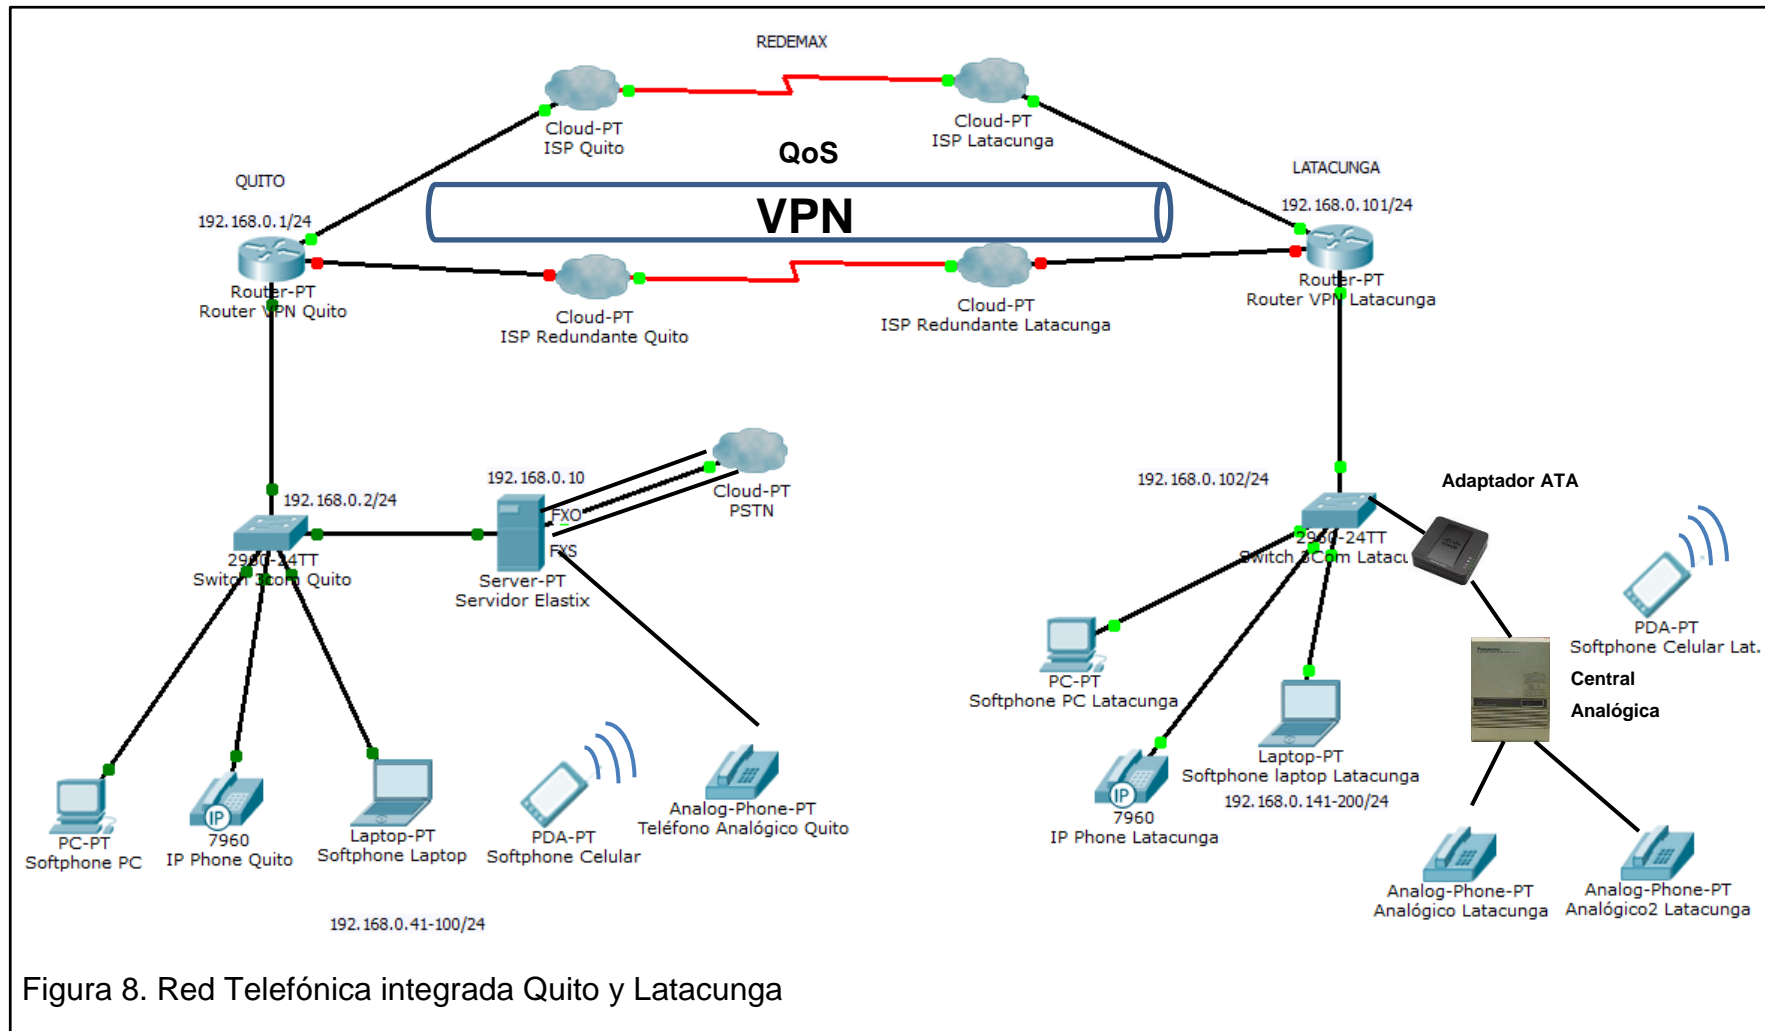 REDEMAX
Cloud-PT
ISP Quito
Cloud-PT
ISP Latacunga
QoS
QUITO
192.168.0.1/24
VPN
LATACUNGA
192.168.0.101/24
Router-PT
Router VPN Quito
Cloud-PT
ISP Redundante Quito
Cloud-PT
ISP Redundante Latacunga
Router-PT
Router VPN Latacunga
192.168.0.2/24
2960-24TT
Switch 3com Quito
192.168.0.10
FXO
FXS
Server-PT
Servidor Elastix
Cloud-PT
PSTN
192.168.0.102/24
2960-24TT
Switch 3Com Latacu
Adaptador ATA
PDA-PT
Softphone Celular Lat.
Central
Analógica
Panasonic
PC-PT
Softphone PC
IP
7960
IP Phone Quito
Laptop-PT
Softphone Laptop
PDA-PT
Softphone Celular
Analog-Phone-PT
Teléfono Analógico Quito
192.168.0.41-100/24
PC-PT
Softphone PC Latacunga
Laptop-PT
Softphone laptop Latacunga
192.168.0.141-200/24
IP
7960
IP Phone Latacunga
Analog-Phone-PT
Analógico Latacunga
Analog-Phone-PT
Analógico2 Latacunga
Figura 8. Red Telefónica integrada Quito y Latacunga